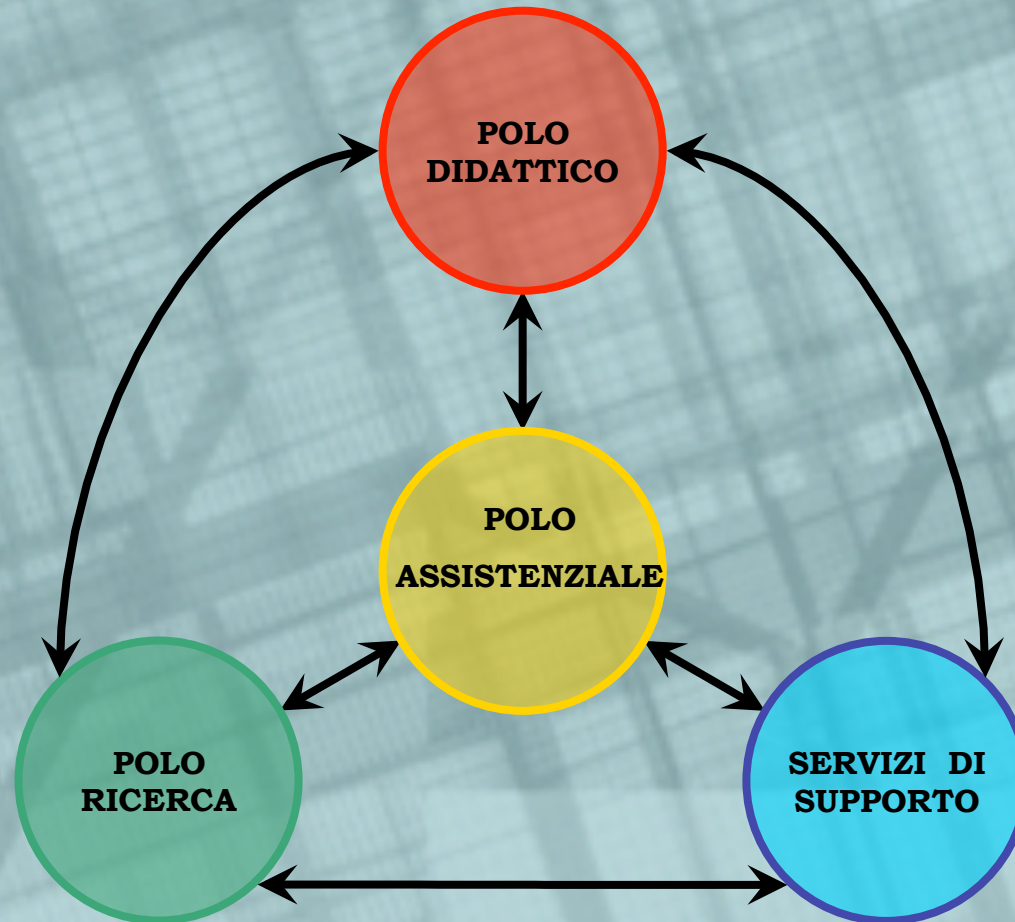 POLO
DIDATTICO
POLO
ASSISTENZIALE
POLO
RICERCA
SERVIZI DI
SUPPORTO